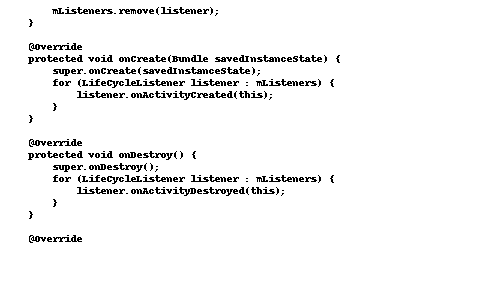 mListeners.remove(listener);
}
@Override
protected void onCreate(Bundle savedInstanceState) {
super.onCreate(savedInstanceState);
for (LifeCycleListener listener : mListeners) {
listener.onActivityCreated(this);
}
}
@Override
protected void onDestroy() {
super.onDestroy();
for (LifeCycleListener listener : mListeners) {
listener.onActivityDestroyed(this);
}
}
@Override